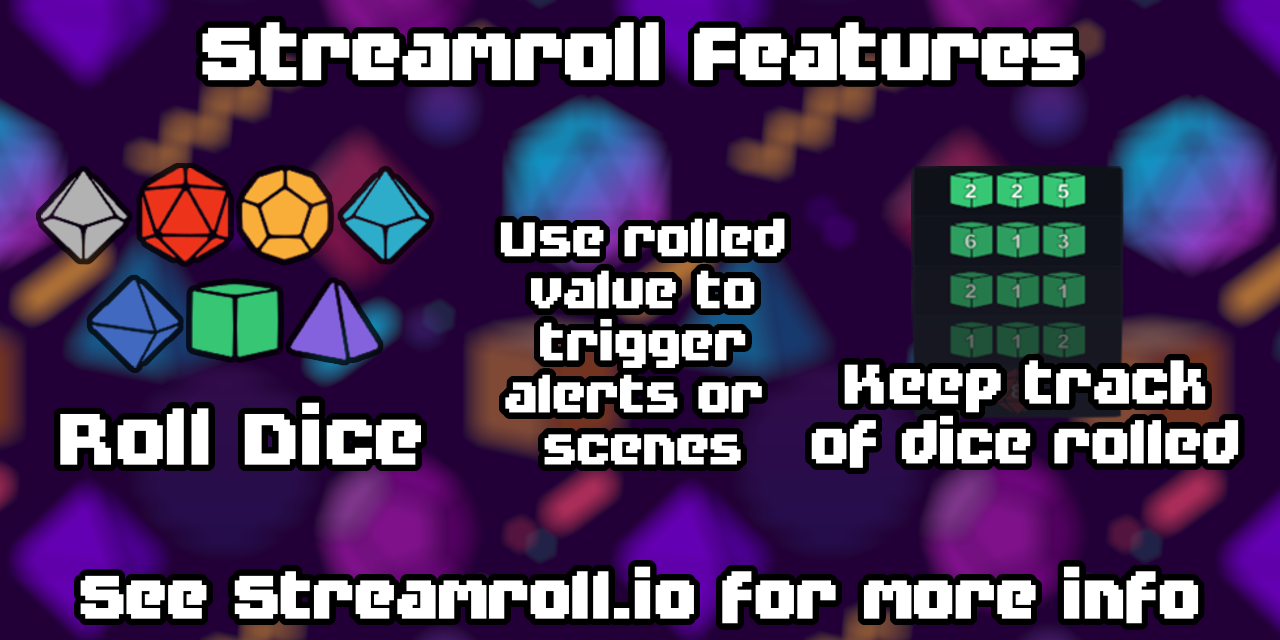 Streamroll Features
Roll Dice
Use rolled
value to
trigger
alerts or
scenes
2 2 5
6 1 3
2 1 1
1 1 2
8
Keep track
of dice rolled
See Streamroll.io for more info